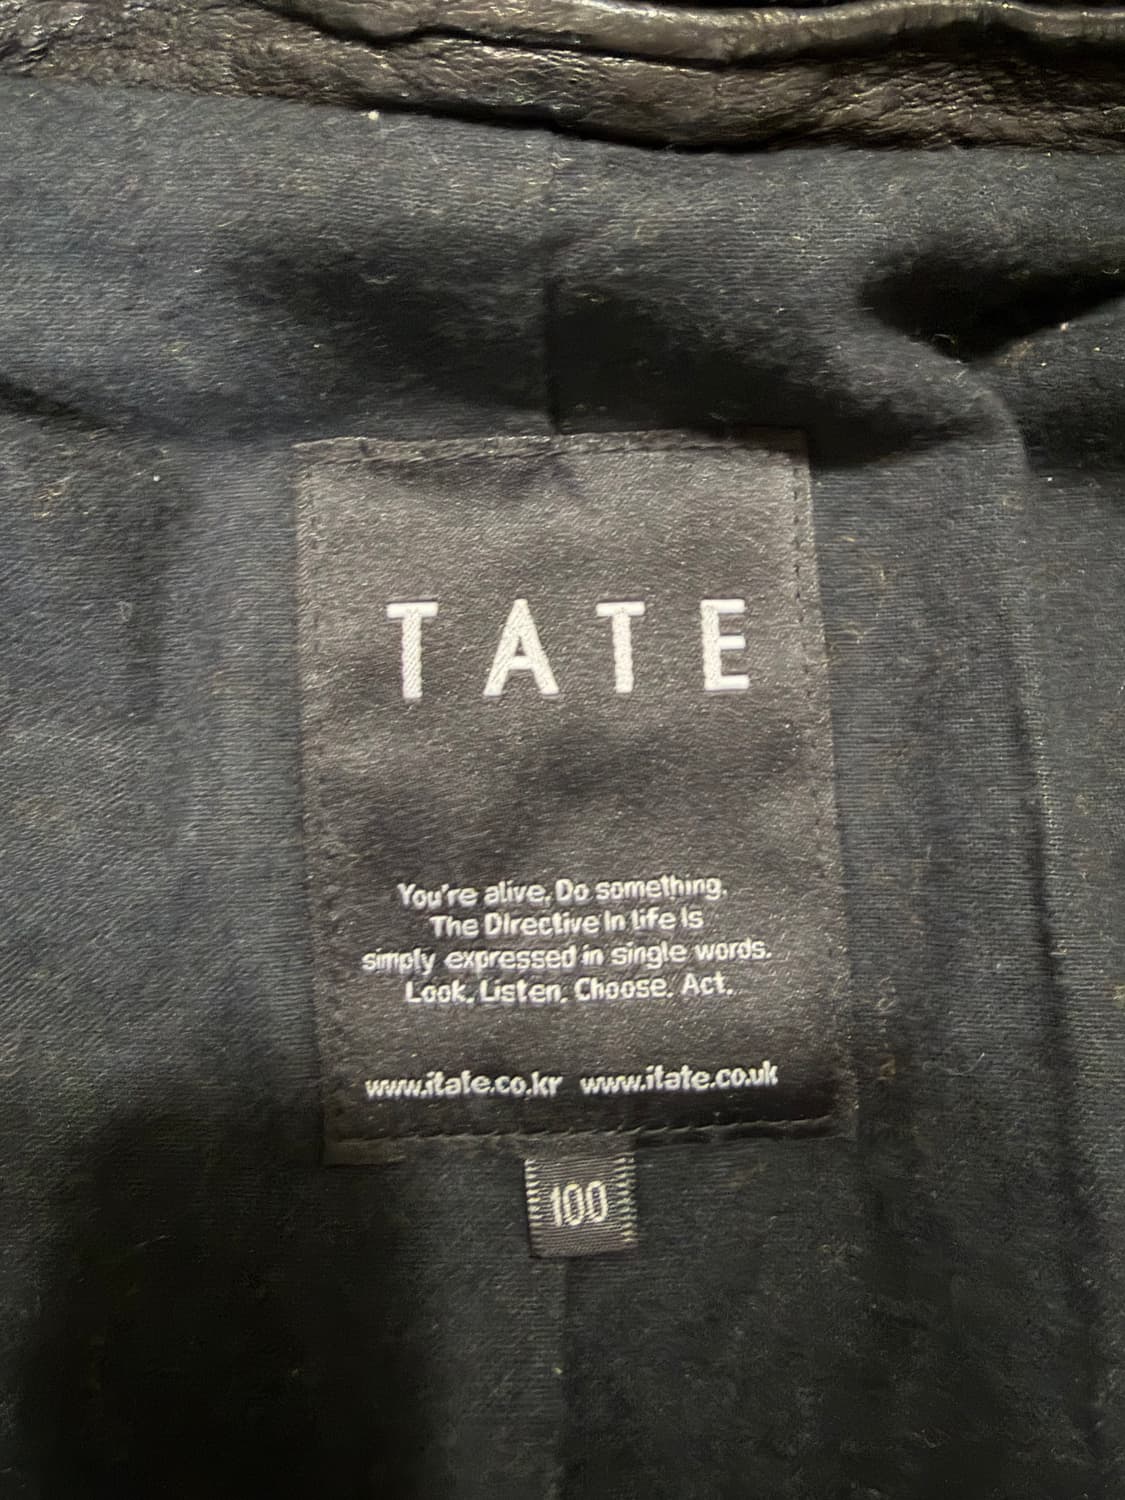 TATE
You're alive. Do something.
The Directive In life Is
simply expressed in single words.
Look. Listen. Choose. Act.
www.itate.co.kr www.itate.co.uk
100